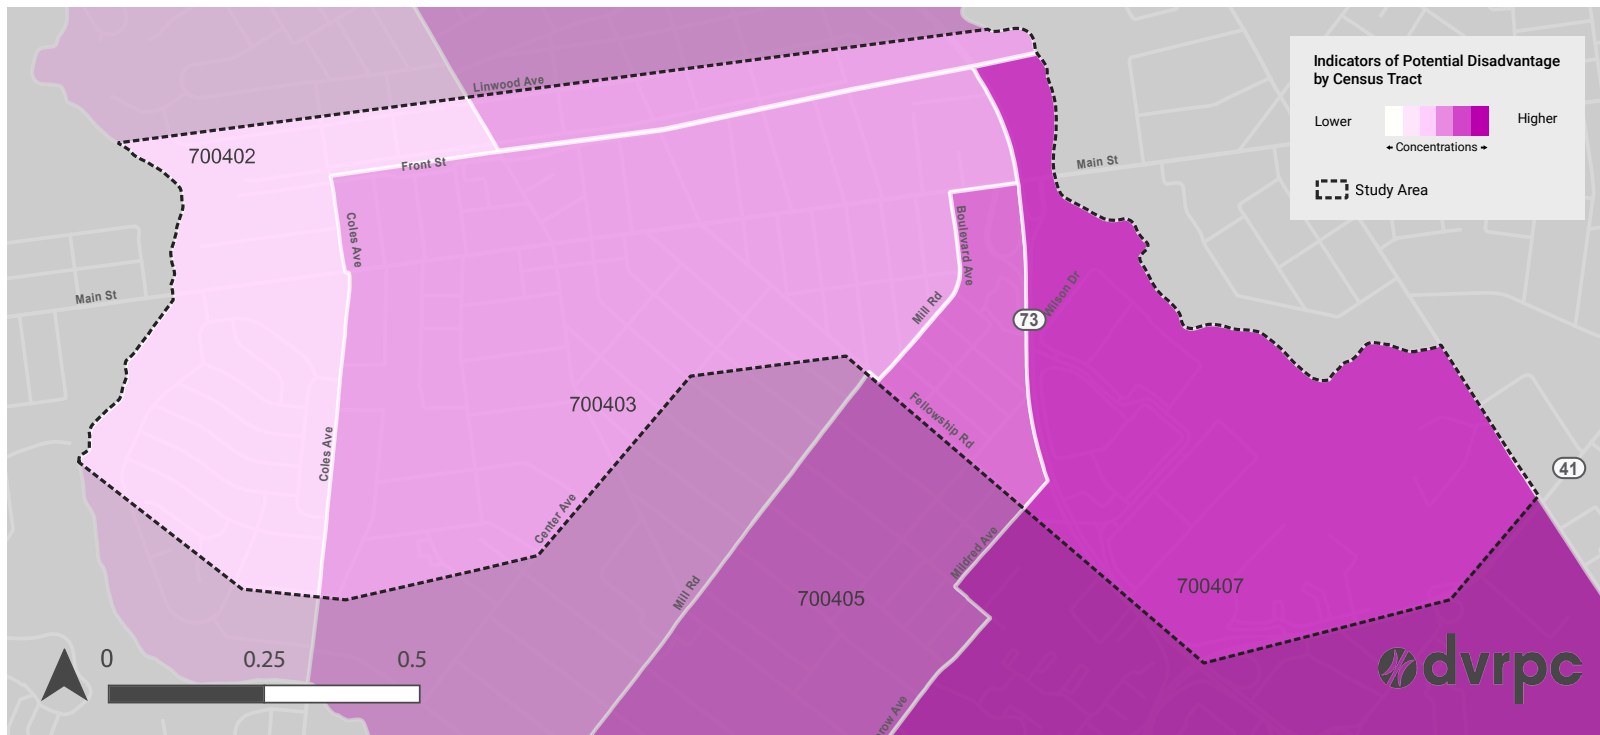 Indicators of Potential Disadvantage
by Census Tract
Lower
Higher
Concentrations
Study Area
Linwood Ave
700402
Front St
Main St
Coles Ave
Boulevard Ave
Main St
Mill Rd
Wilson Dr
73
700403
Fellowship Rd
Coles Ave
41
Center Ave
Mildred Ave
Mill Rd
700405
700407
0 0.25 0.5
dvrpc